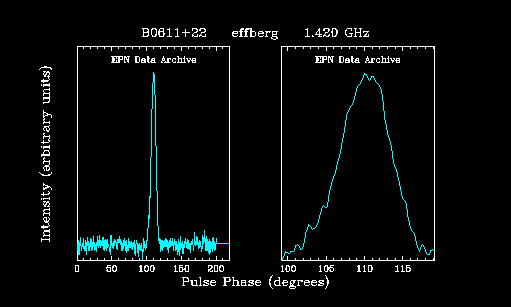 B0611+22 effberg 1.420 GHz
EPN Data Archive EPN Data Archive
Intensity (arbitrary units)
0 50 100 150 200 100 105 110 115
Pulse Phase (degrees)